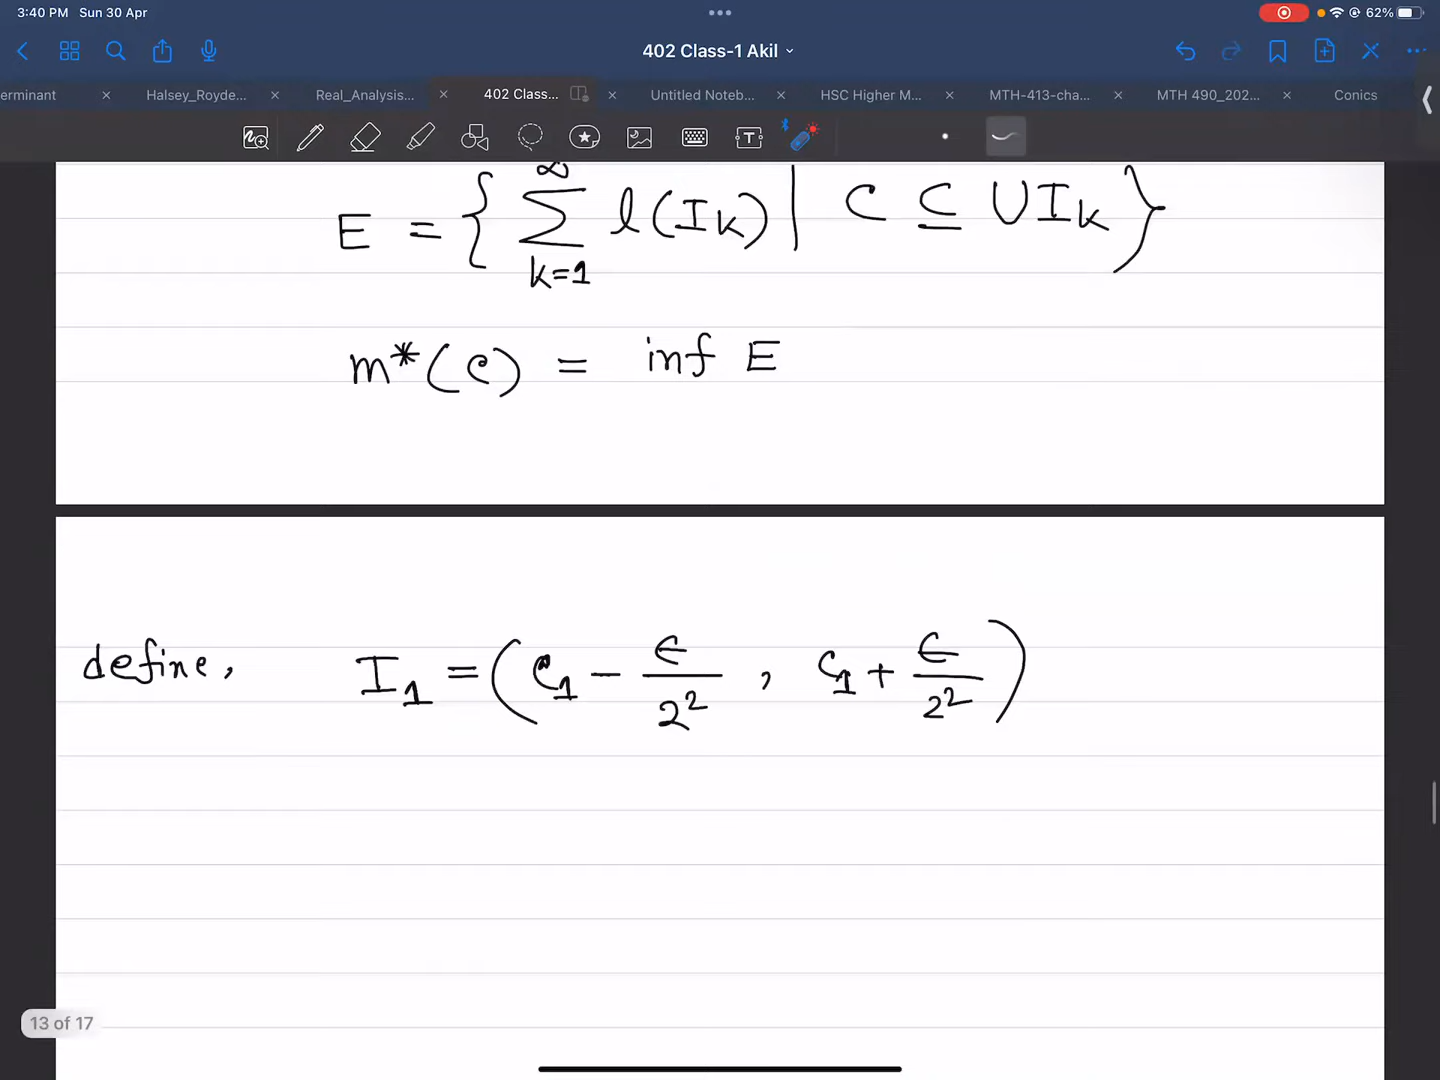 3:40 PM Sun 30 Apr
62%
402 Class-1 Akil
erminant
Halsey_Royde...
Real_Analysis...
402 Class...
Untitled Noteb...
HSC Higher M...
MTH-413-cha...
MTH 490_202...
Conics
E = { ∑_{k=1}^{∞} l(I_k) | C ⊆ ∪I_k }
m*(C) = inf E
define, I_1 = (C_1 − ϵ/2^2 , C_1 + ϵ/2^2)
13 of 17